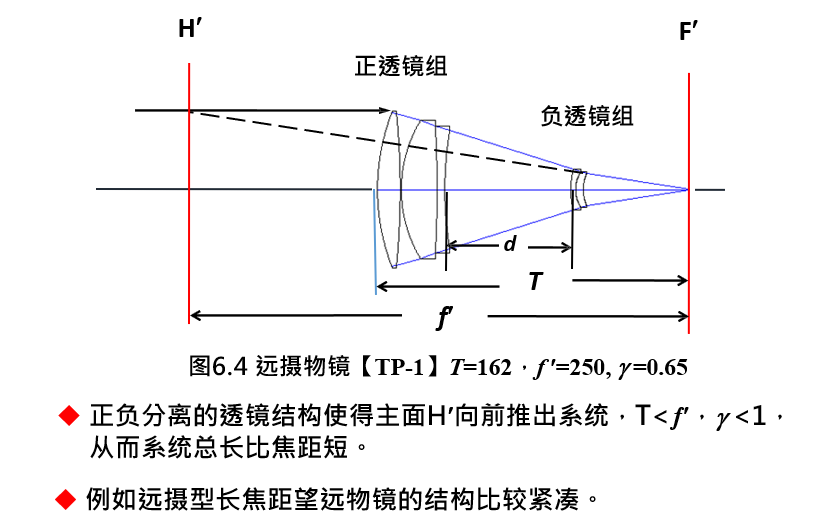 H′
F′
正透镜组
负透镜组
d
T
f′
图6.4 远摄物镜【TP-1】T=162，f′=250, γ=0.65
◆ 正负分离的透镜结构使得主面H′向前推出系统，T<f′，γ<1，
从而系统总长比焦距短。
◆ 例如远摄型长焦距望远物镜的结构比较紧凑。